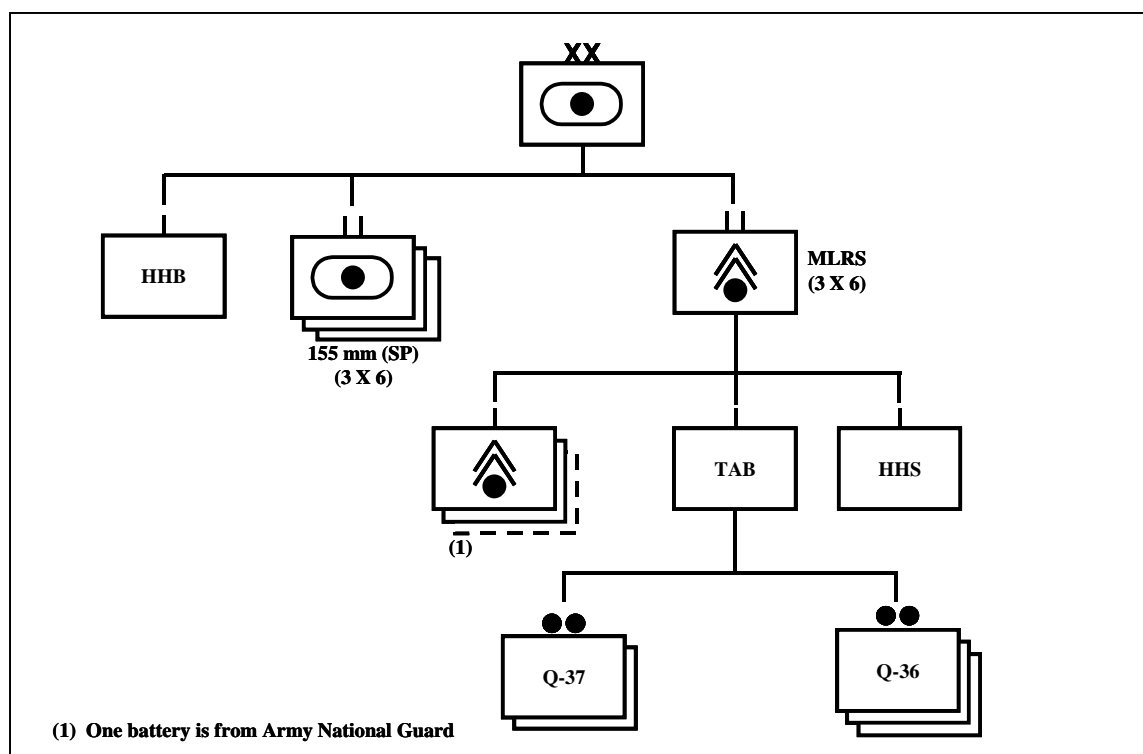 XX
HHB
MLRS
(3 X 6)
155 mm (SP)
(3 X 6)
TAB
HHS
(1)
Q-37
Q-36
(1) One battery is from Army National Guard